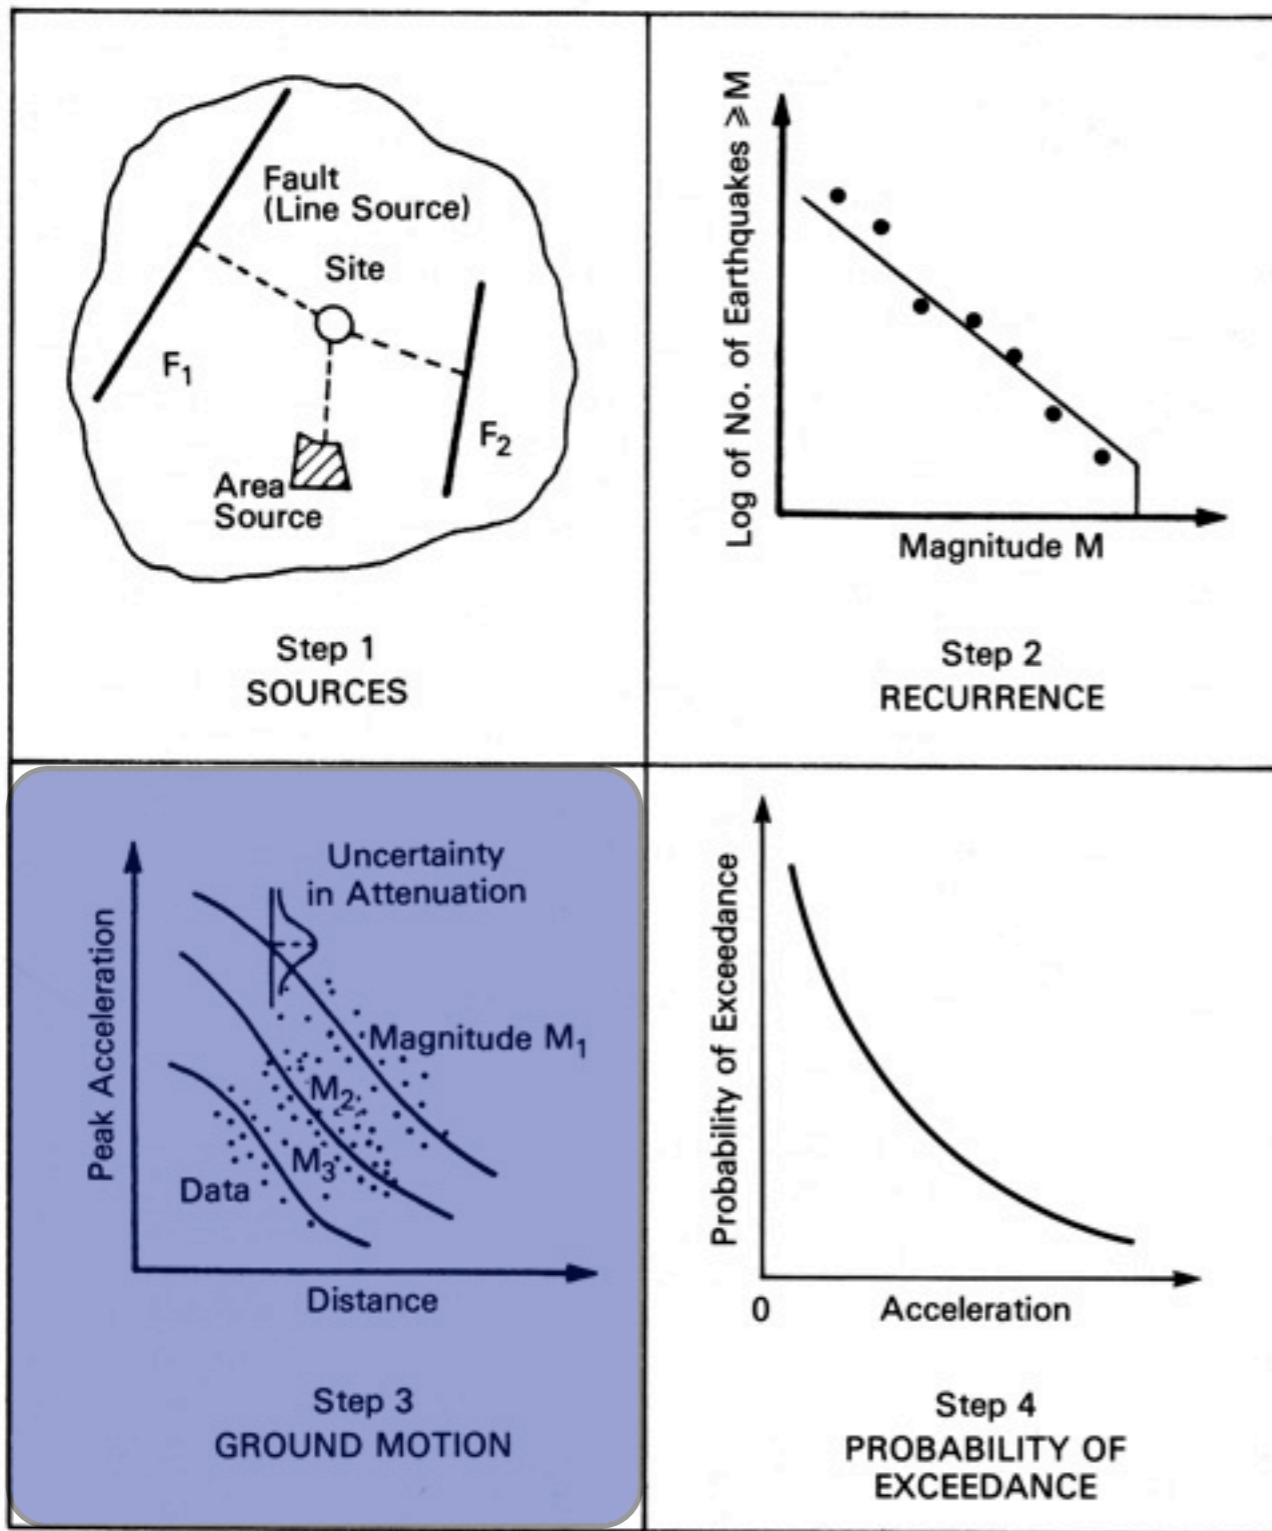 Fault
(Line Source)
Site
F1
F2
Area
Source
Step 1
SOURCES
Log of No. of Earthquakes ⩾ M
Magnitude M
Step 2
RECURRENCE
Uncertainty
in Attenuation
Peak Acceleration
Magnitude M1
M2
M3
Data
Distance
Step 3
GROUND MOTION
Probability of Exceedance
0
Acceleration
Step 4
PROBABILITY OF
EXCEEDANCE